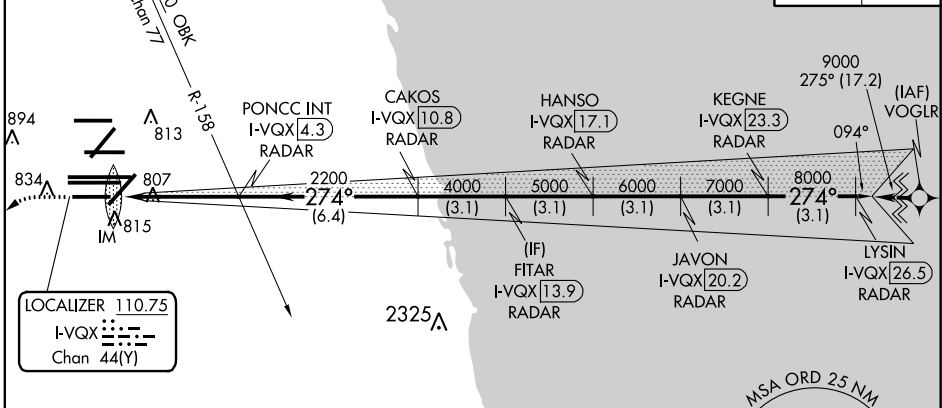 OBK
Chan 77
R-158
9000
275° (17.2)
(IAF)
VOGLR
094°
894
813
PONCC INT
I-VQX 4.3
RADAR
CAKOS
I-VQX 10.8
RADAR
HANSO
I-VQX 17.1
RADAR
KEGNE
I-VQX 23.3
RADAR
834
807
815
IM
2200
274°
(6.4)
4000
(3.1)
5000
(3.1)
6000
(3.1)
7000
(3.1)
8000
274°
(3.1)
(IF)
FITAR
I-VQX 13.9
RADAR
JAVON
I-VQX 20.2
RADAR
LYSIN
I-VQX 26.5
RADAR
LOCALIZER 110.75
I-VQX
Chan 44(Y)
2325
MSA ORD 25 NM